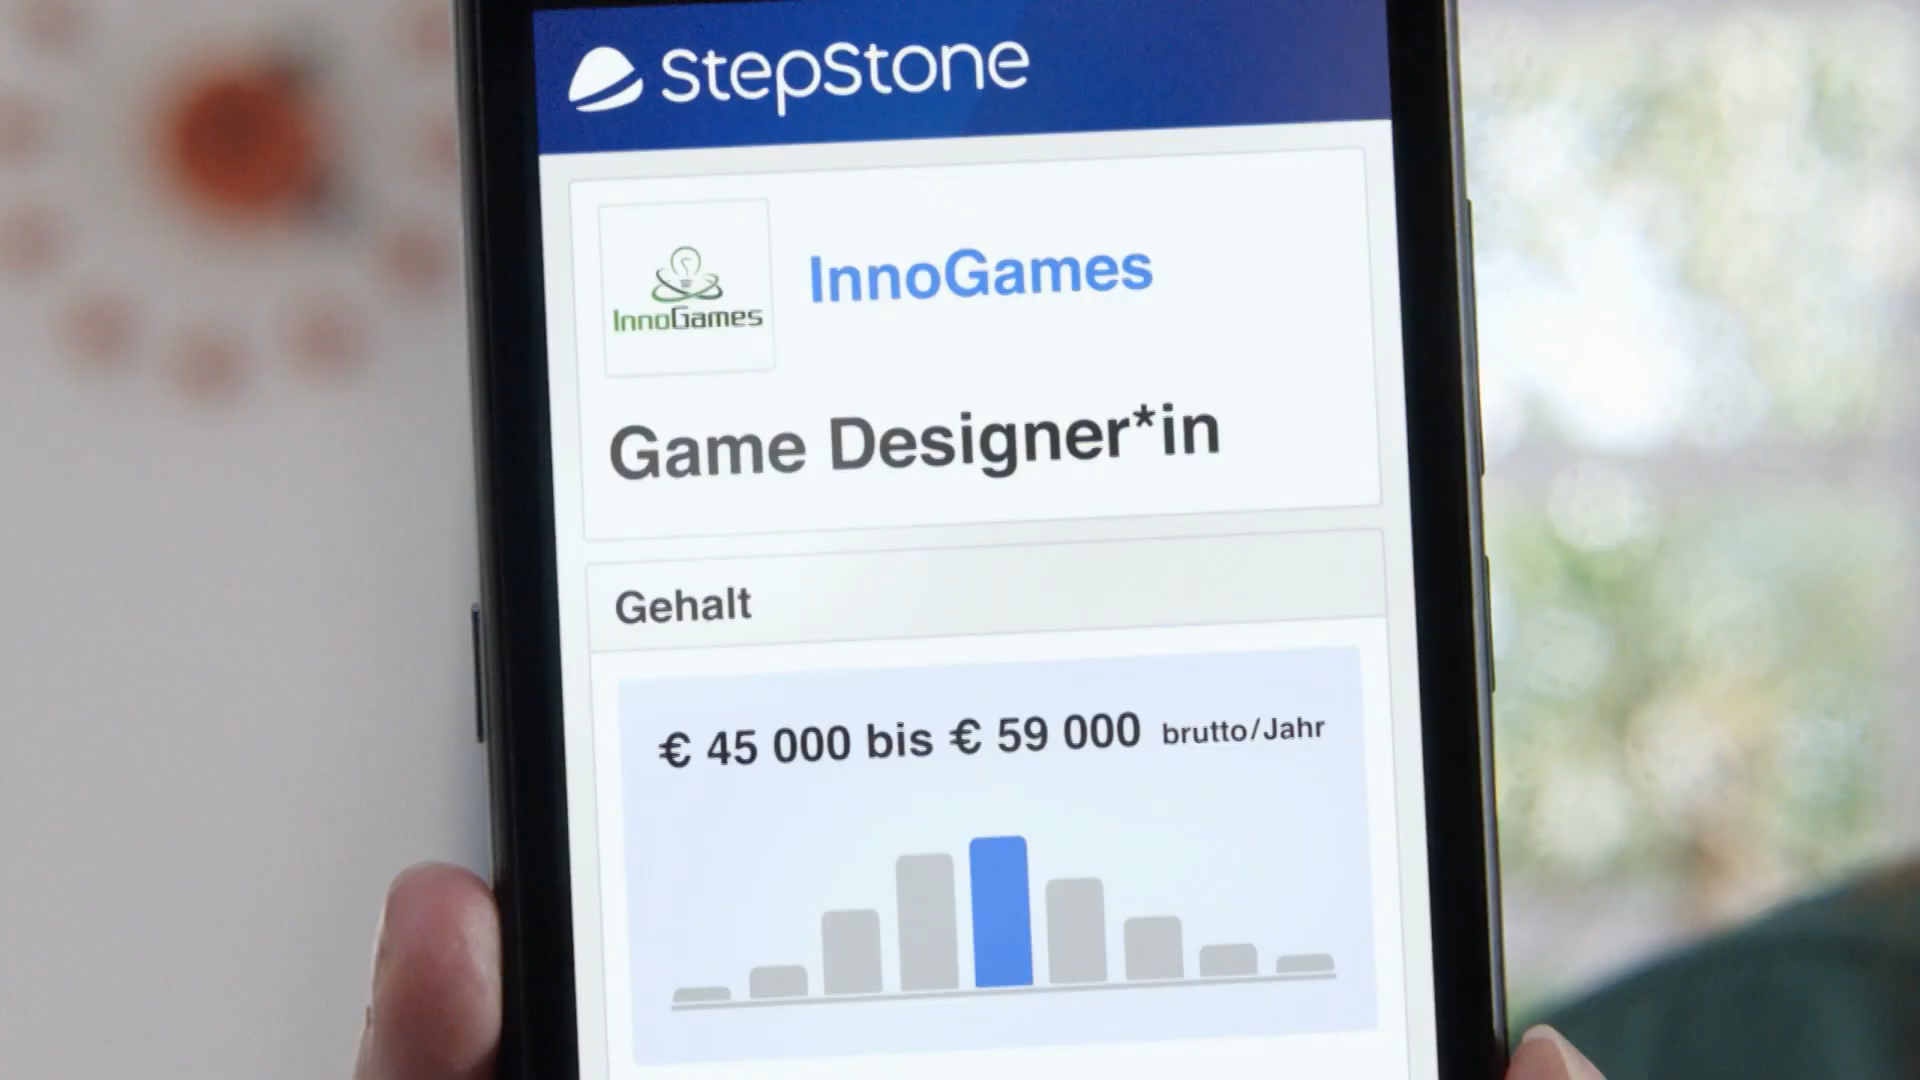 StepStone
InnoGames
InnoGames
Game Designer*in
Gehalt
€ 45 000 bis € 59 000 brutto/Jahr